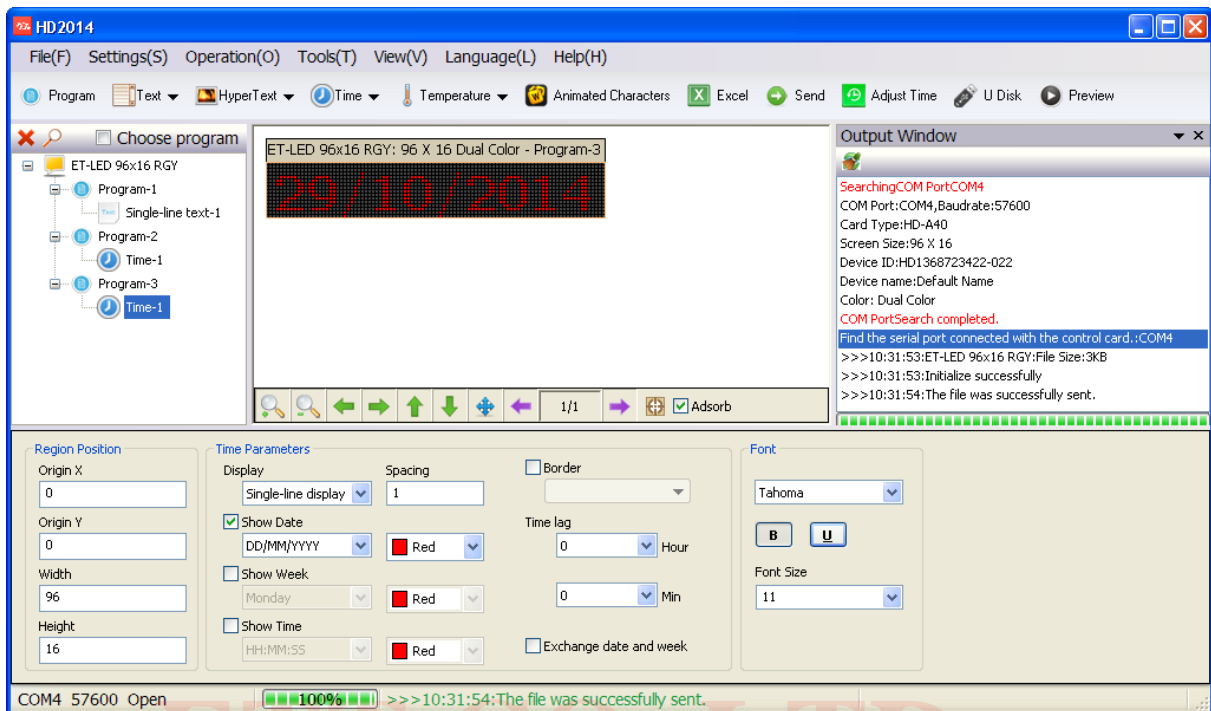 HD2014
File(F) Settings(S) Operation(O) Tools(T) View(V) Language(L) Help(H)
Program Text HyperText Time Temperature Animated Characters Excel Send Adjust Time U Disk Preview
Choose program
ET-LED 96x16 RGY
Program-1
Single-line text-1
Program-2
Time-1
Program-3
Time-1
ET-LED 96x16 RGY: 96 X 16 Dual Color - Program-3
29/10/2014
1/1 Adsorb
Output Window
SearchingCOM PortCOM4
COM Port:COM4,Baudrate:57600
Card Type:HD-A40
Screen Size:96 X 16
Device ID:HD1368723422-022
Device name:Default Name
Color: Dual Color
COM PortSearch completed.
Find the serial port connected with the control card.:COM4
>>>10:31:53:ET-LED 96x16 RGY:File Size:3KB
>>>10:31:53:Initialize successfully
>>>10:31:54:The file was successfully sent.
Region Position
Origin X
0
Origin Y
0
Width
96
Height
16
Time Parameters
Display Spacing
Single-line display 1
Show Date
DD/MM/YYYY Red
Show Week
Monday Red
Show Time
HH:MM:SS Red
Border
Time lag
0 Hour
0 Min
Exchange date and week
Font
Tahoma
B U
Font Size
11
COM4 57600 Open 100% >>>10:31:54:The file was successfully sent.